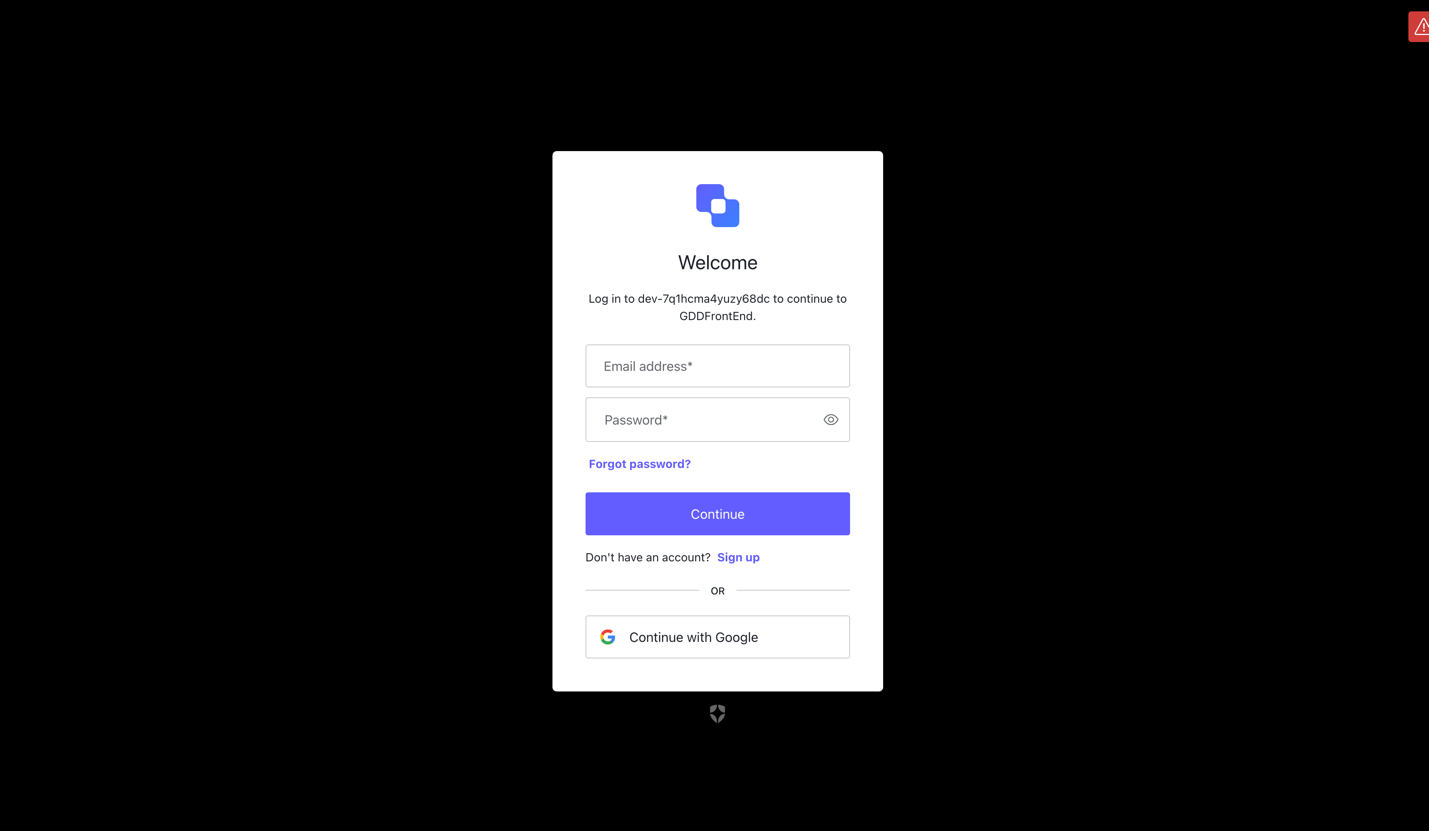 Welcome
Log in to dev-7q1hcma4yuzy68dc to continue to
GDDFrontEnd.
Email address*
Password*
Forgot password?
Continue
Don't have an account? Sign up
OR
Continue with Google